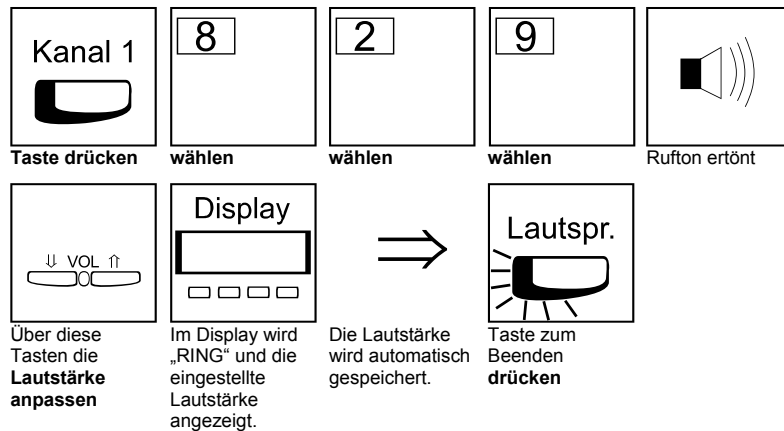 Kanal 1
8
2
9
Taste drücken
wählen
wählen
wählen
Rufton ertönt
⇓ VOL ⇑
Display
⇒
Lautspr.
Über diese
Tasten die
Lautstärke
anpassen
Im Display wird
„RING“ und die
eingestellte
Lautstärke
angezeigt.
Die Lautstärke
wird automatisch
gespeichert.
Taste zum
Beenden
drücken